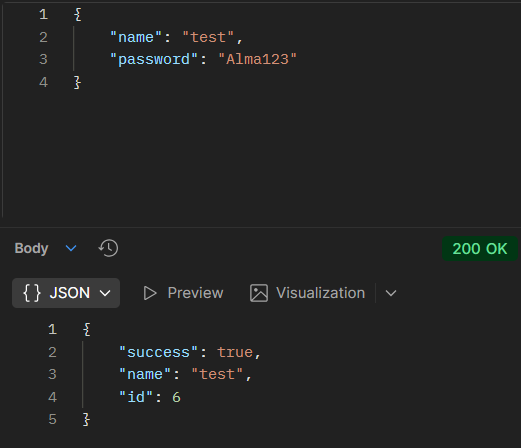 1 {
2     "name": "test",
3     "password": "Alma123"
4 }
Body 200 OK
{} JSON Preview Visualization
1 {
2     "success": true,
3     "name": "test",
4     "id": 6
5 }